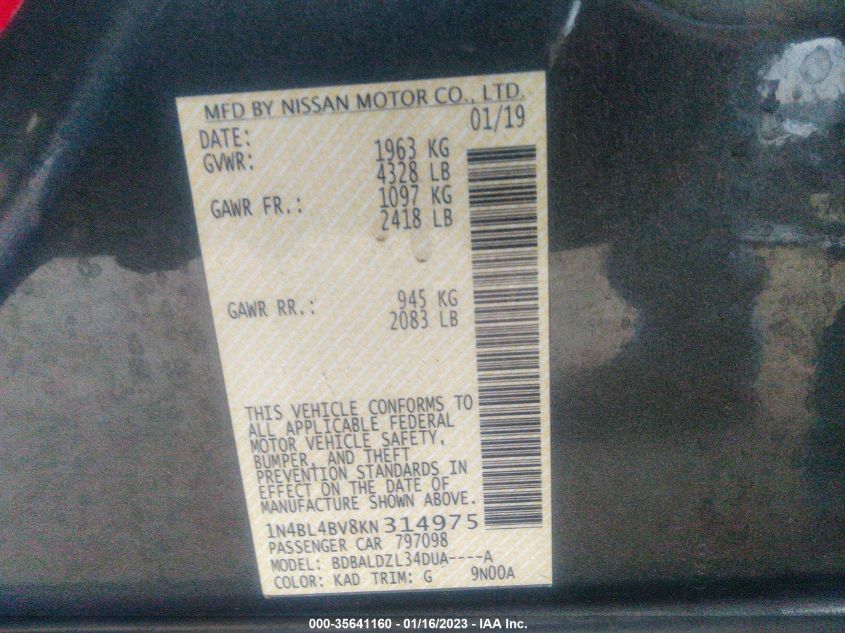 MFD BY NISSAN MOTOR CO., LTD.
DATE: 01/19
GVWR: 1963 KG
4328 LB
GAWR FR.: 1097 KG
2418 LB
GAWR RR.: 945 KG
2083 LB
THIS VEHICLE CONFORMS TO
ALL APPLICABLE FEDERAL
MOTOR VEHICLE SAFETY,
BUMPER, AND THEFT
PREVENTION STANDARDS IN
EFFECT ON THE DATE OF
MANUFACTURE SHOWN ABOVE.
1N4BL4BV8KN314975
PASSENGER CAR 797098
MODEL: BDBALDZL34DUA----A
COLOR: KAD TRIM: G 9N00A
000-35641160 - 01/16/2023 - IAA Inc.